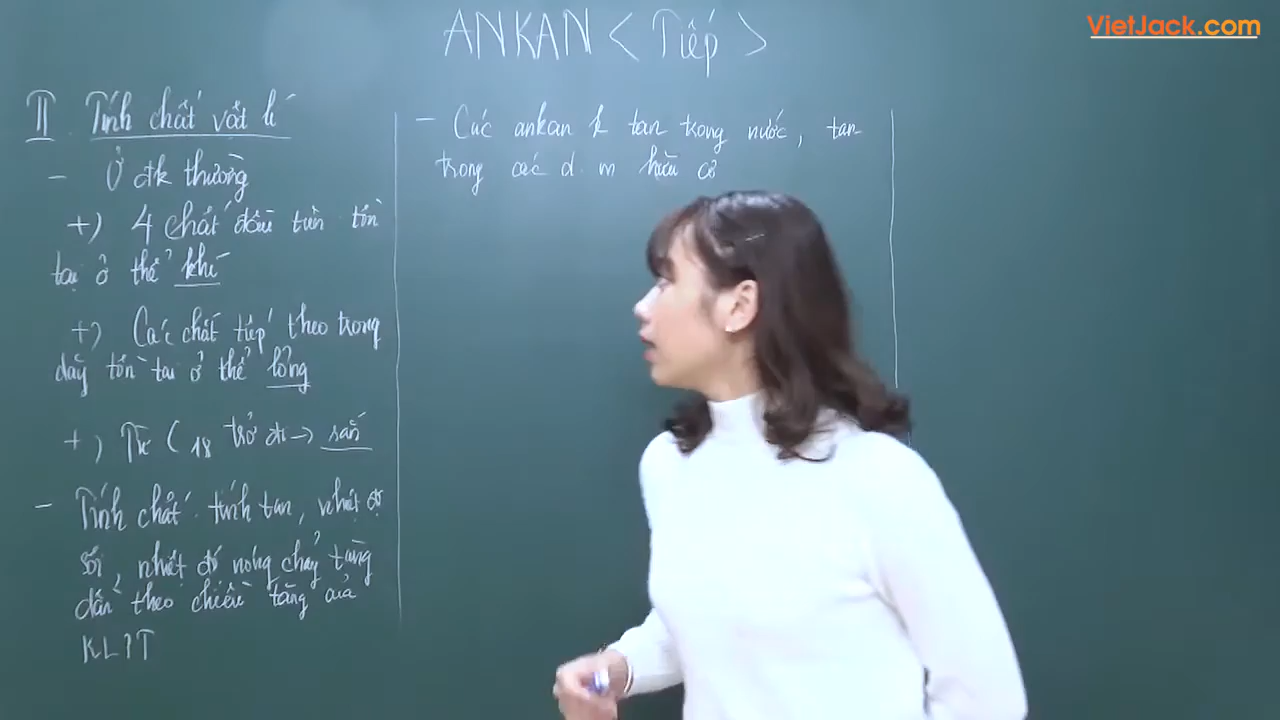 VietJack.com
ANKAN < Tiếp >
II. Tính chất vật lí
- Ở đk thường
+) 4 chất đầu tiên tồn
tại ở thể khí
+) Các chất tiếp theo trong
dãy tồn tại ở thể lỏng
+) Từ C18 trở đi → rắn
- Tính chất: tính tan, nhiệt độ
sôi, nhiệt độ nóng chảy tăng
dần theo chiều tăng của
KLPT
- Các ankan k tan trong nước, tan
trong các d.m hữu cơ